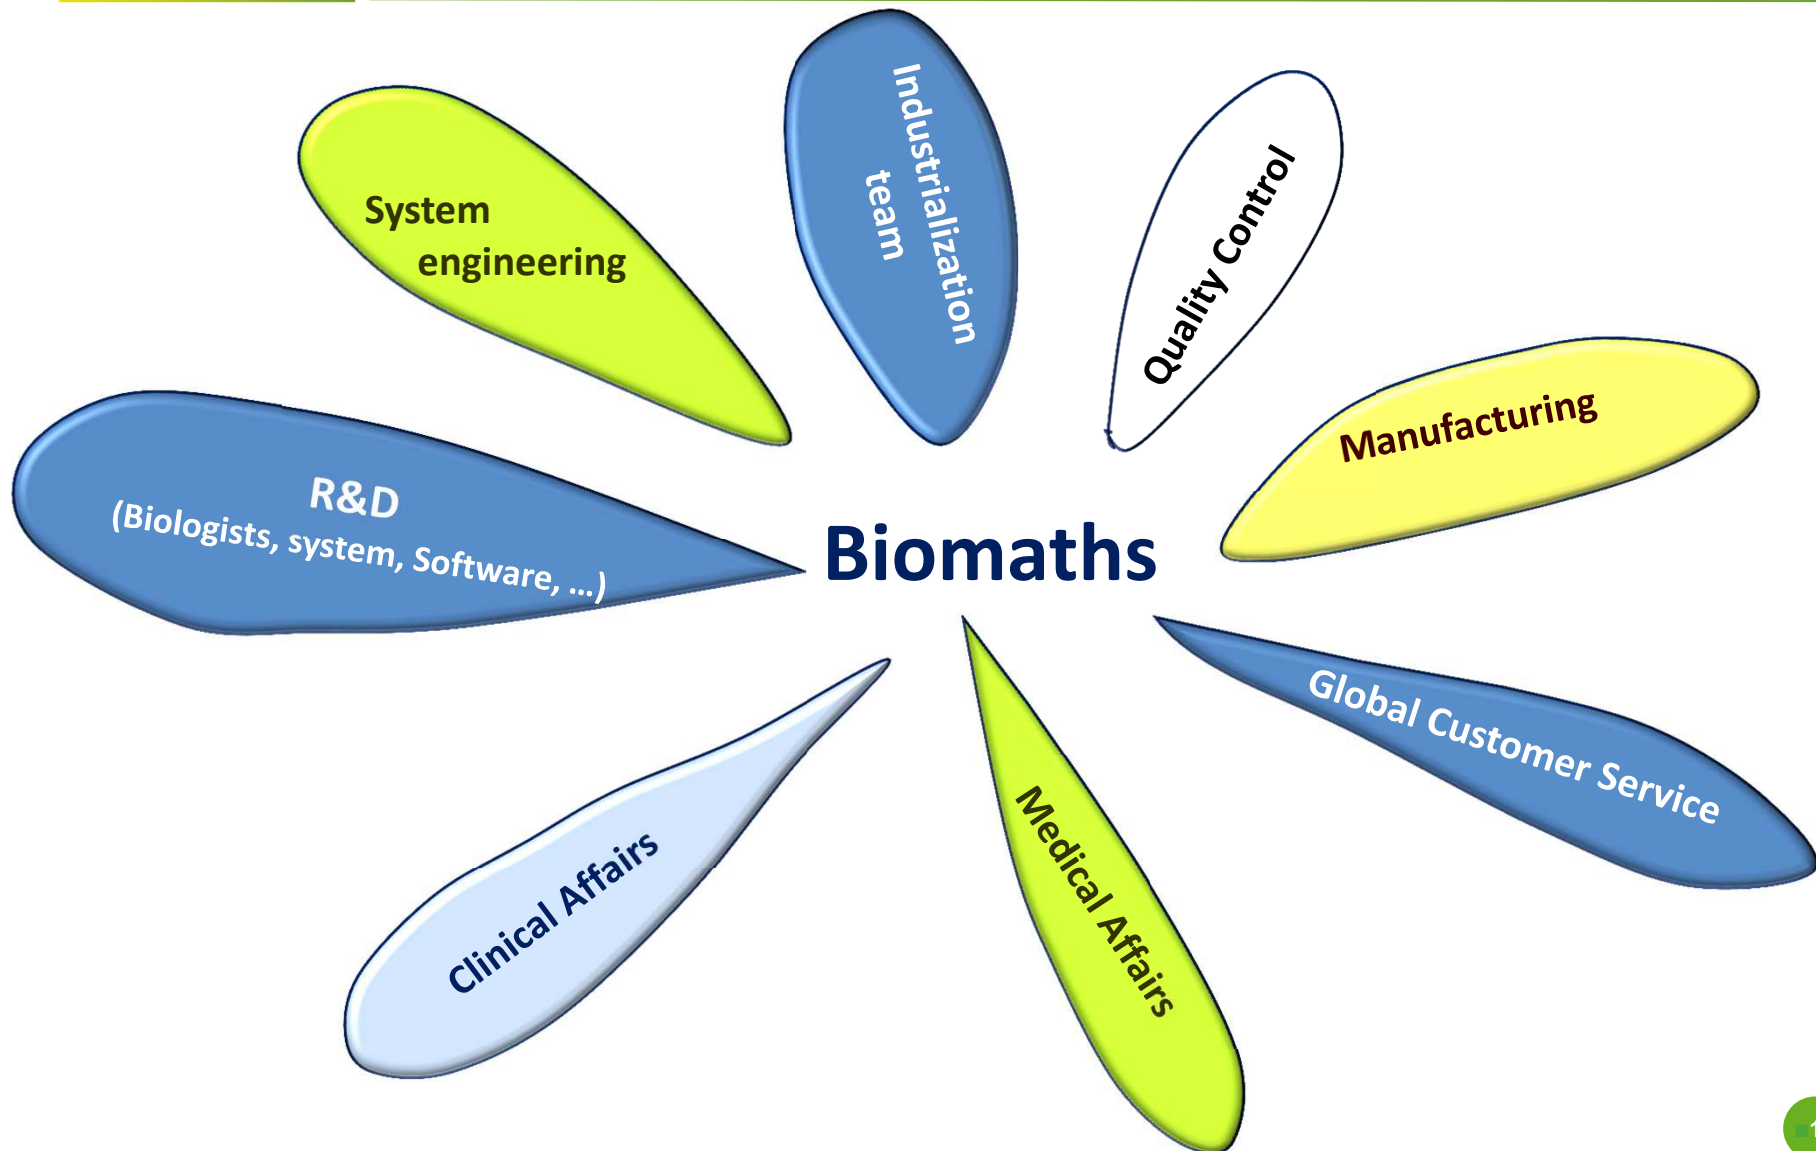 Industrialization
team
Quality Control
System
engineering
Manufacturing
R&D
(Biologists, system, Software, ...)
Biomaths
Global Customer Service
Clinical Affairs
Medical Affairs